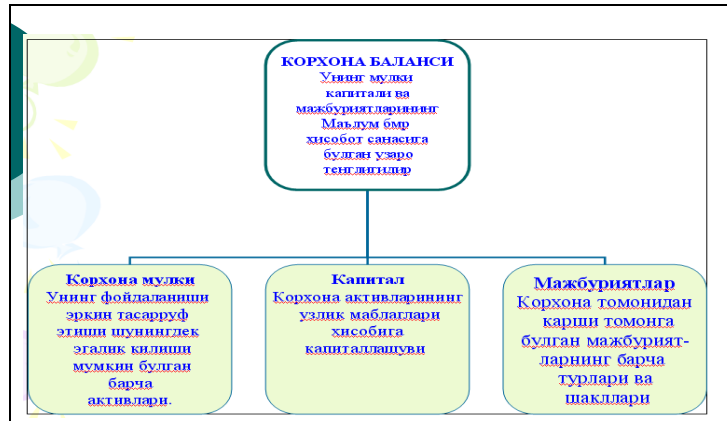 КОРХОНА БАЛАНСИ
Унинг мулки
капитали ва
мажбуриятларининг
Маълум бмр
хисобот санасига
булган узаро
тенглигидир
Корхона мулки
Унинг фойдаланиши
эркин тасарруф
этиши шунингдек
эгалик килиши
мумкин булган
барча
активлари.
Капитал
Корхона активларининг
узлик маблаглари
хисобига
капиталлашуви
Мажбуриятлар
Корхона томонидан
карши томонга
булган мажбурият-
ларнинг барча
турлари ва
шакллари